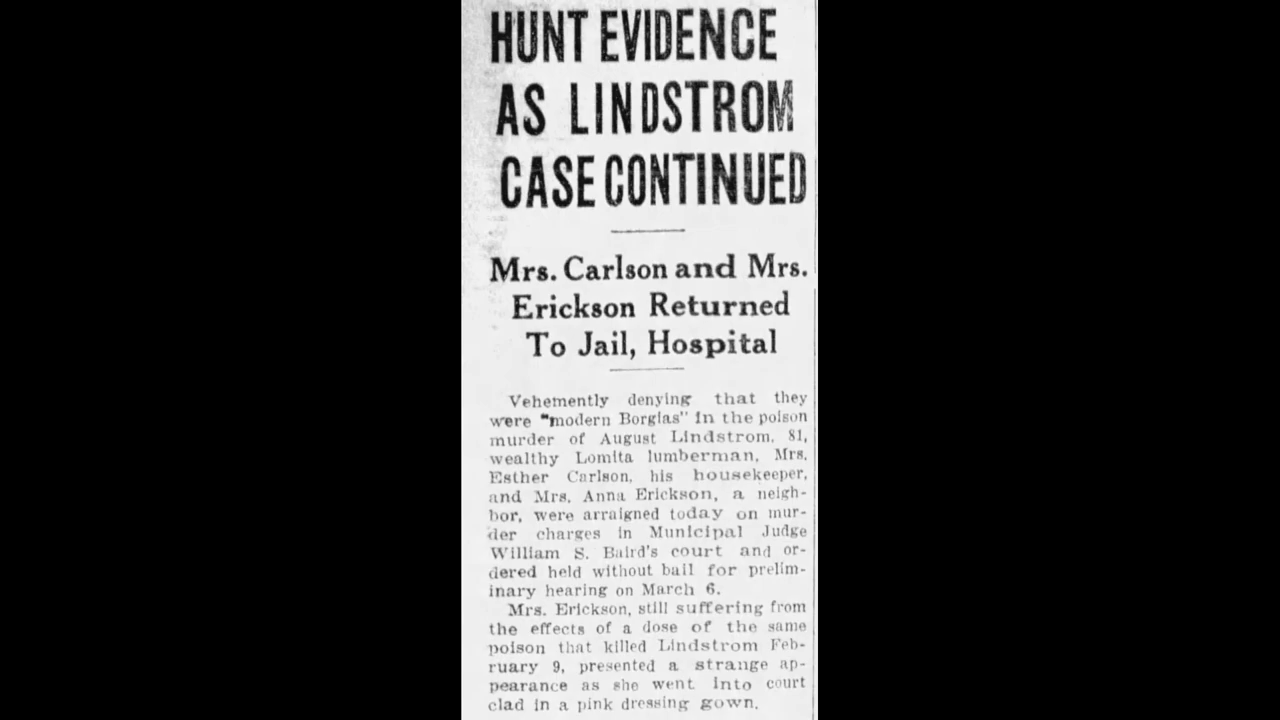 HUNT EVIDENCE
AS LINDSTROM
CASE CONTINUED
Mrs. Carlson and Mrs.
Erickson Returned
To Jail, Hospital
Vehemently denying that they
were "modern Borgias" in the poison
murder of August Lindstrom, 81,
wealthy Lomita lumberman, Mrs.
Esther Carlson, his housekeeper,
and Mrs. Anna Erickson, a neigh-
bor, were arraigned today on mur-
der charges in Municipal Judge
William S. Baird's court and or-
dered held without bail for prelim-
inary hearing on March 6.
Mrs. Erickson, still suffering from
the effects of a dose of the same
poison that killed Lindstrom Feb-
ruary 9, presented a strange ap-
pearance as she went into court
clad in a pink dressing gown.